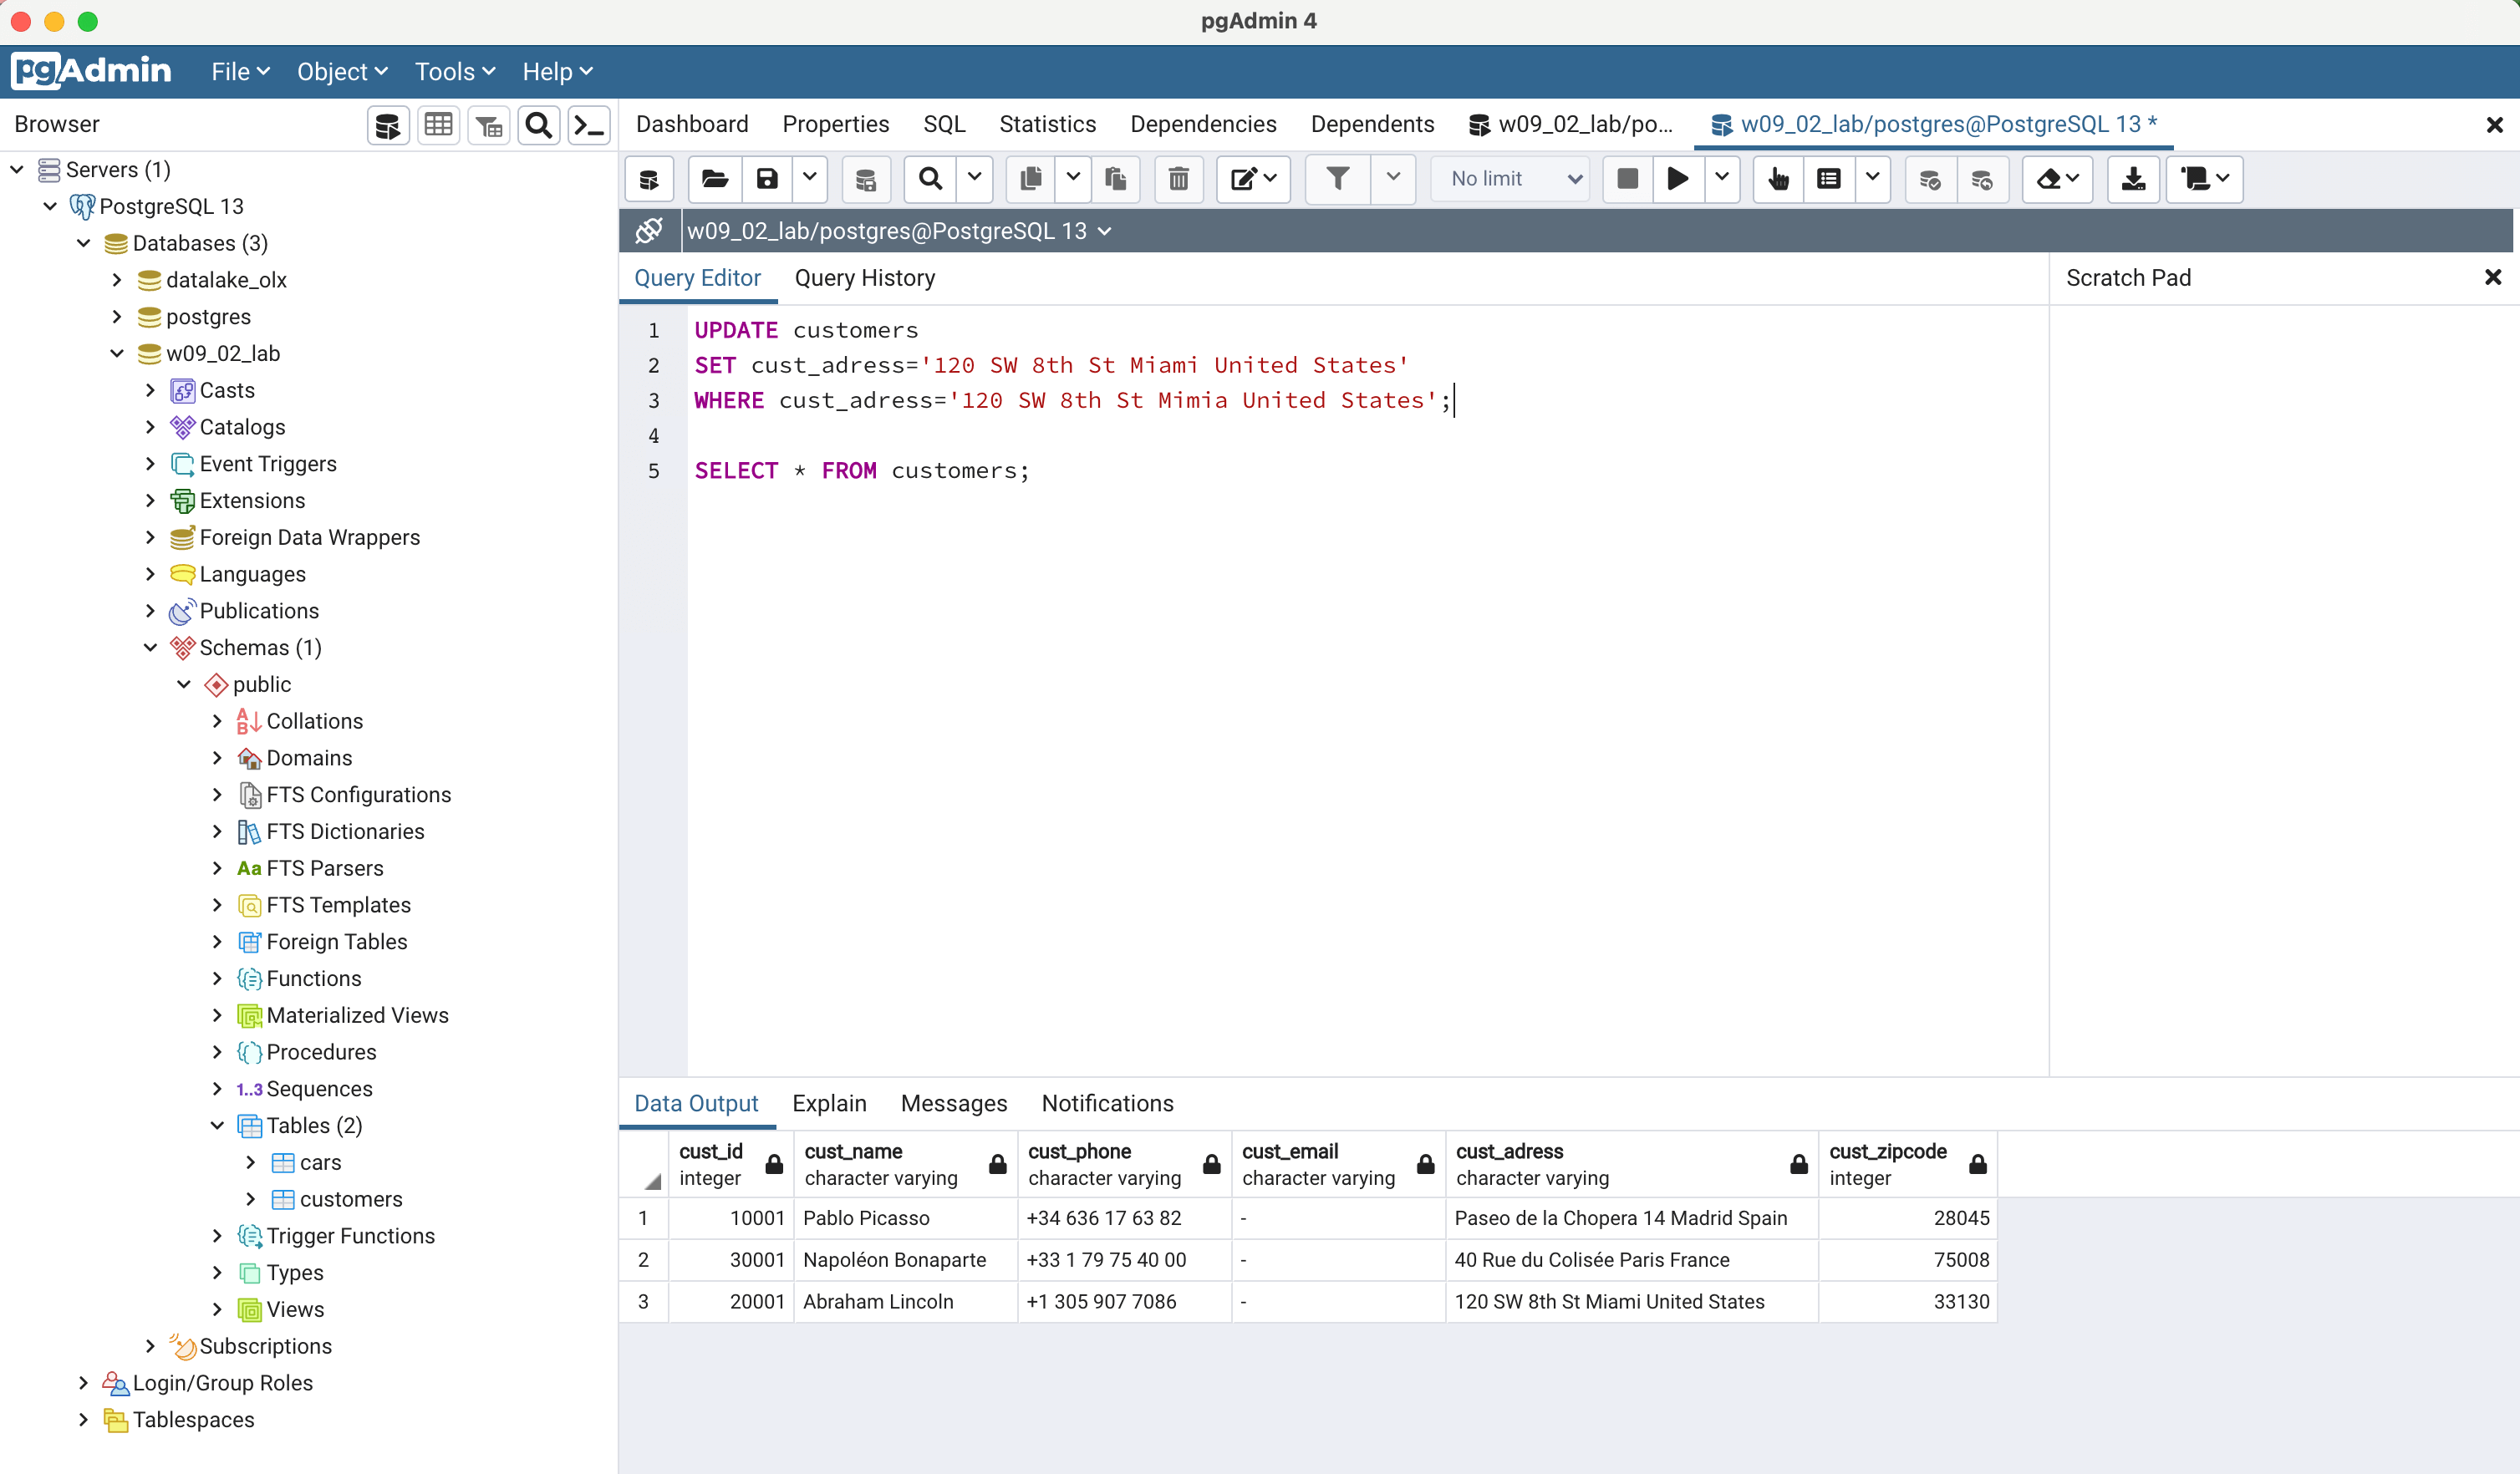 pgAdmin 4
pgAdmin File Object Tools Help
Browser
Dashboard Properties SQL Statistics Dependencies Dependents w09_02_lab/po... w09_02_lab/postgres@PostgreSQL 13 *
No limit
w09_02_lab/postgres@PostgreSQL 13
Query Editor Query History
Scratch Pad
Servers (1)
PostgreSQL 13
Databases (3)
datalake_olx
postgres
w09_02_lab
Casts
Catalogs
Event Triggers
Extensions
Foreign Data Wrappers
Languages
Publications
Schemas (1)
public
Collations
Domains
FTS Configurations
FTS Dictionaries
Aa FTS Parsers
FTS Templates
Foreign Tables
Functions
Materialized Views
Procedures
1..3 Sequences
Tables (2)
cars
customers
Trigger Functions
Types
Views
Subscriptions
Login/Group Roles
Tablespaces
1 UPDATE customers
2 SET cust_adress='120 SW 8th St Miami United States'
3 WHERE cust_adress='120 SW 8th St Mimia United States';
4
5 SELECT * FROM customers;
Data Output Explain Messages Notifications
cust_id cust_name cust_phone cust_email cust_adress cust_zipcode
integer character varying character varying character varying character varying integer
1 10001 Pablo Picasso +34 636 17 63 82 - Paseo de la Chopera 14 Madrid Spain 28045
2 30001 Napoléon Bonaparte +33 1 79 75 40 00 - 40 Rue du Colisée Paris France 75008
3 20001 Abraham Lincoln +1 305 907 7086 - 120 SW 8th St Miami United States 33130